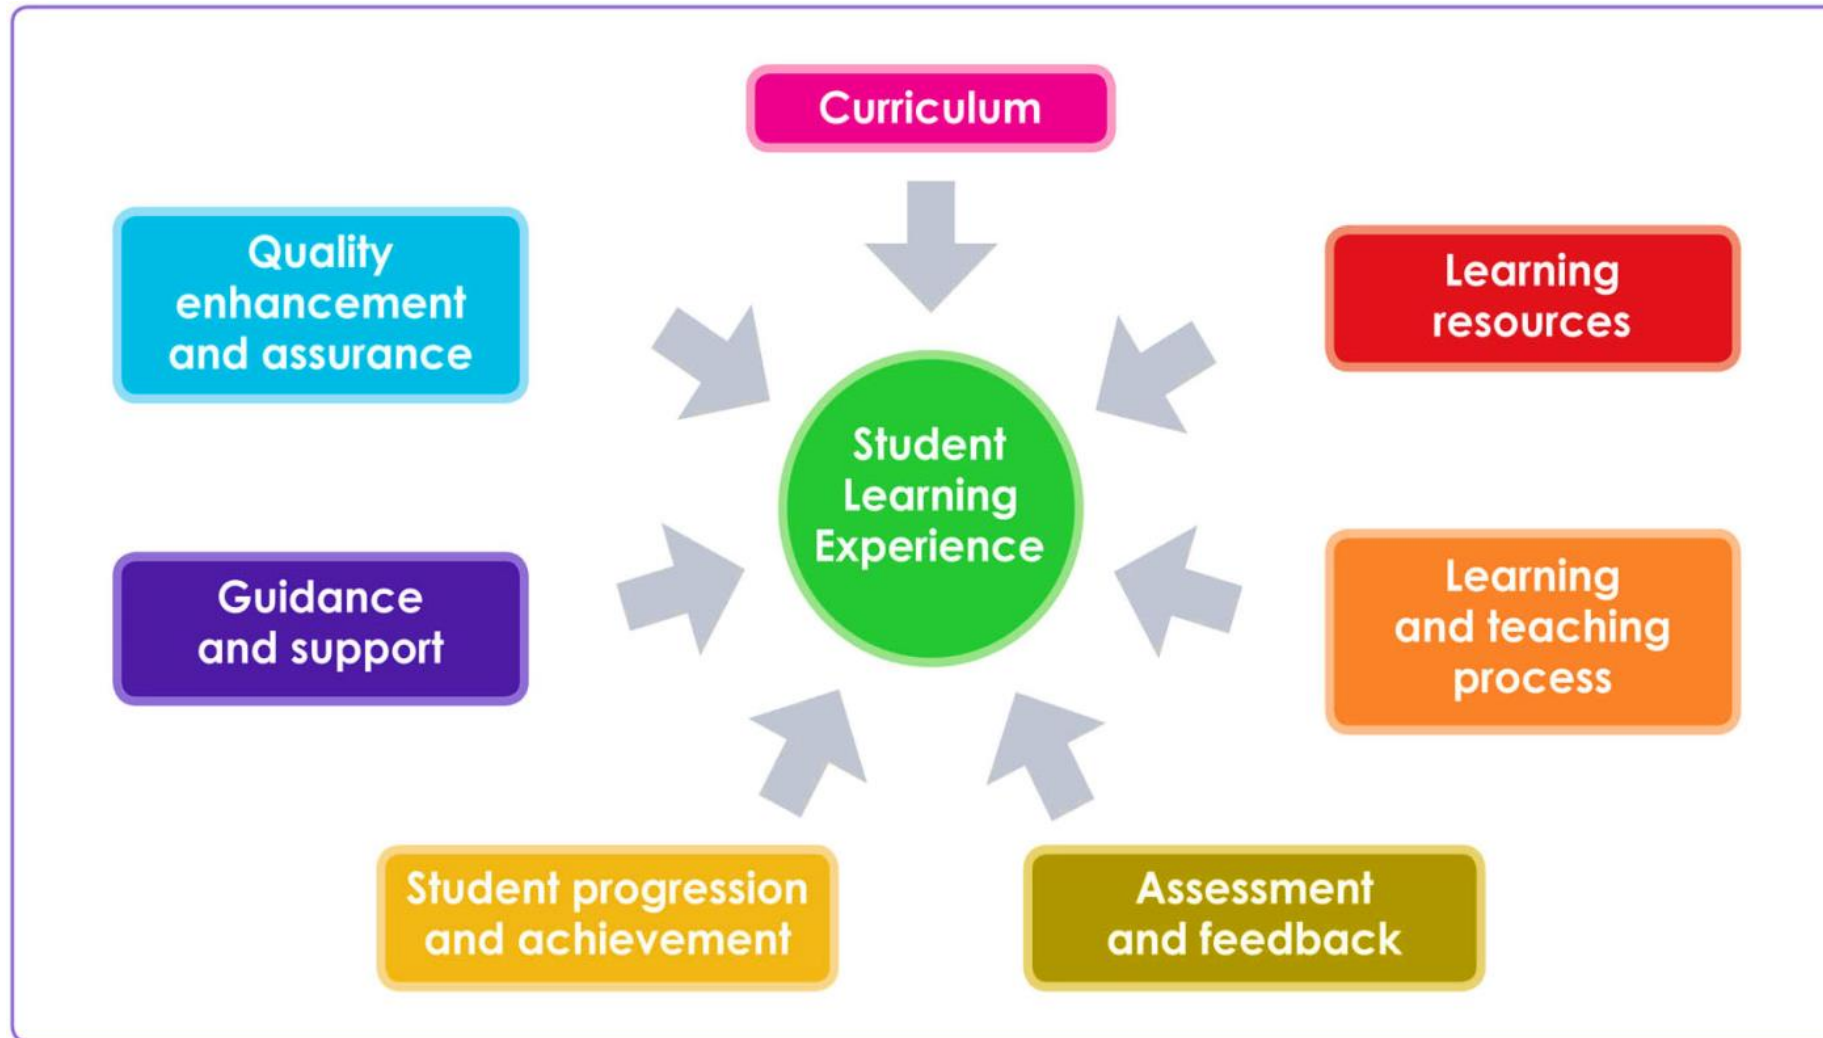 Curriculum
Quality
enhancement
and assurance
Learning
resources
Student
Learning
Experience
Guidance
and support
Learning
and teaching
process
Student progression
and achievement
Assessment
and feedback